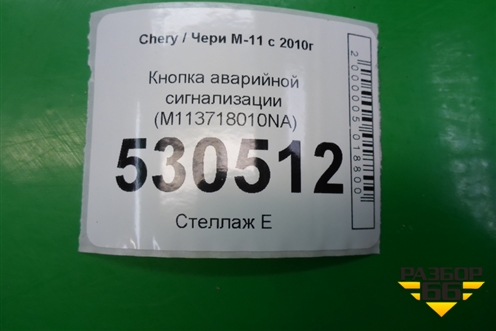 Chery / Чери М-11 с 2010г
Кнопка аварийной
сигнализации
(M113718010NA)
530512
Стеллаж Е
2000005018800
РАЗБОР
66